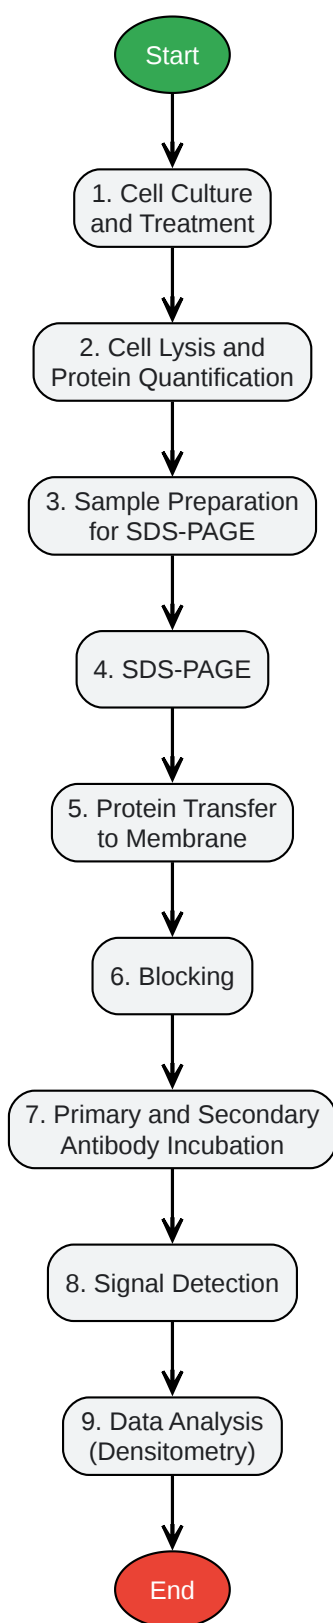 Start
1. Cell Culture
and Treatment
2. Cell Lysis and
Protein Quantification
3. Sample Preparation
for SDS-PAGE
4. SDS-PAGE
5. Protein Transfer
to Membrane
6. Blocking
7. Primary and Secondary
Antibody Incubation
8. Signal Detection
9. Data Analysis
(Densitometry)
End